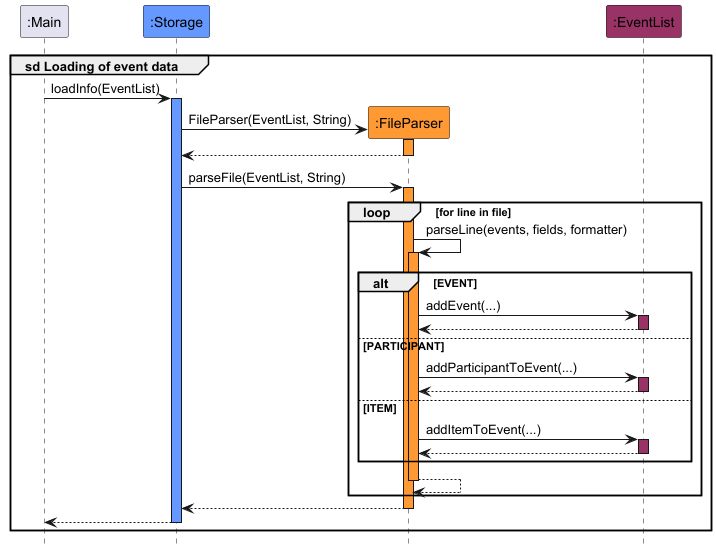 :Main
:Storage
:EventList
sd Loading of event data
loadInfo(EventList)
FileParser(EventList, String)
:FileParser
parseFile(EventList, String)
loop
[for line in file]
parseLine(events, fields, formatter)
alt
[EVENT]
addEvent(...)
[PARTICIPANT]
addParticipantToEvent(...)
[ITEM]
addItemToEvent(...)